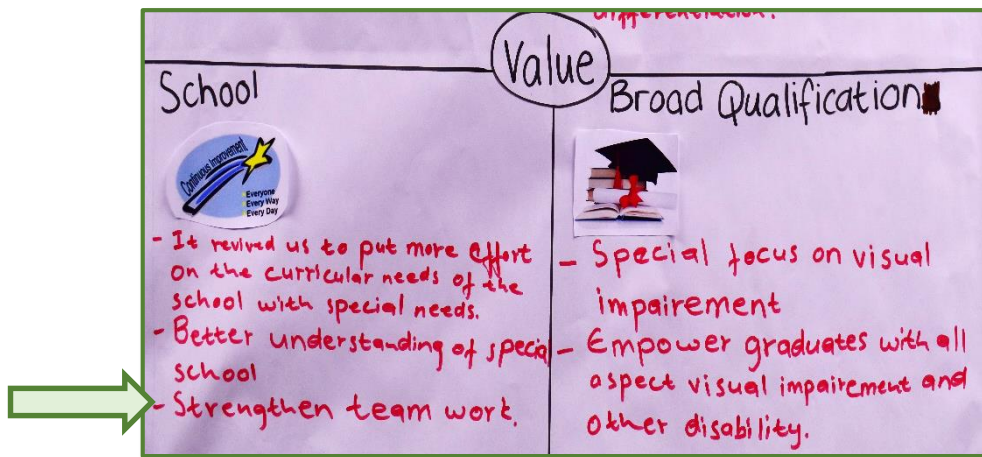 differentiation.
Value
School
Continuous Improvement
Everyone
Every Way
Every Day
- It revived us to put more effort
on the curricular needs of the
school with special needs.
- Better understanding of special
school
- Strengthen team work.
Broad Qualification
- Special focus on visual
impairement
- Empower graduates with all
aspect visual impairement and
other disability.